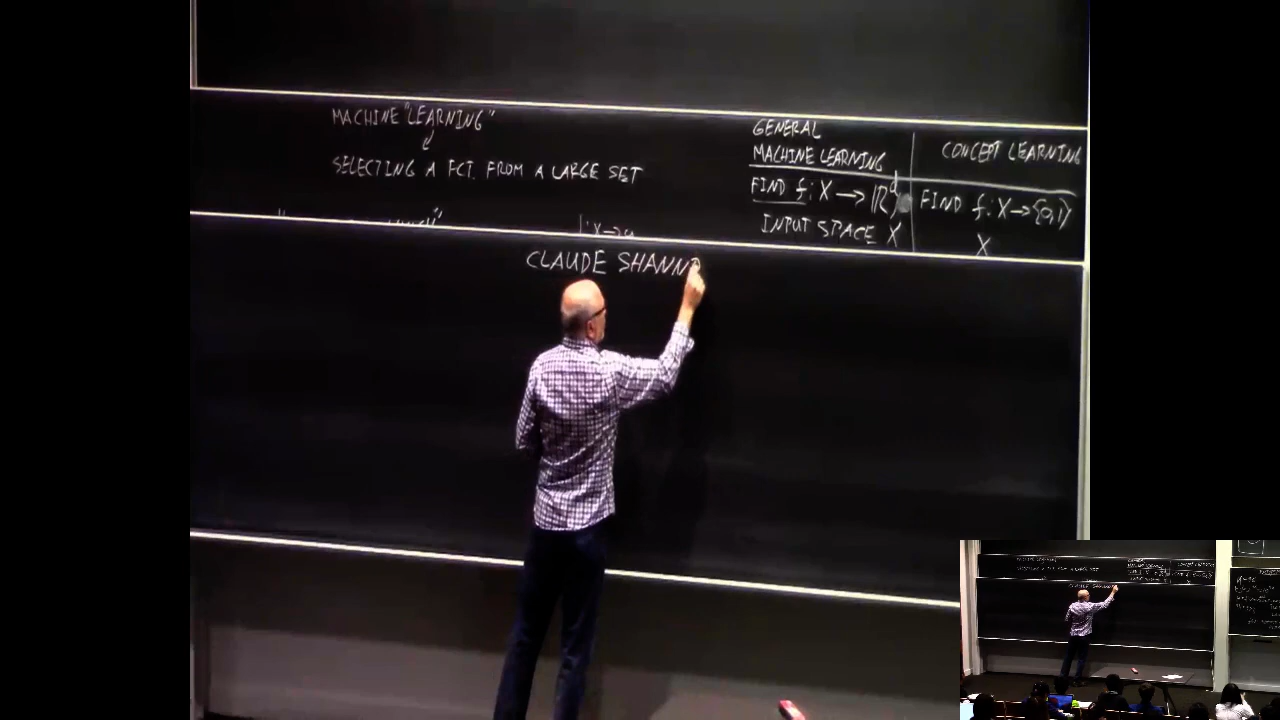 MACHINE "LEARNING"
SELECTING A FCT. FROM A LARGE SET
GENERAL
MACHINE LEARNING
FIND f: X → ℝᵈ
INPUT SPACE X
CONCEPT LEARNING
FIND f: X → {0,1}
X
CLAUDE SHANN